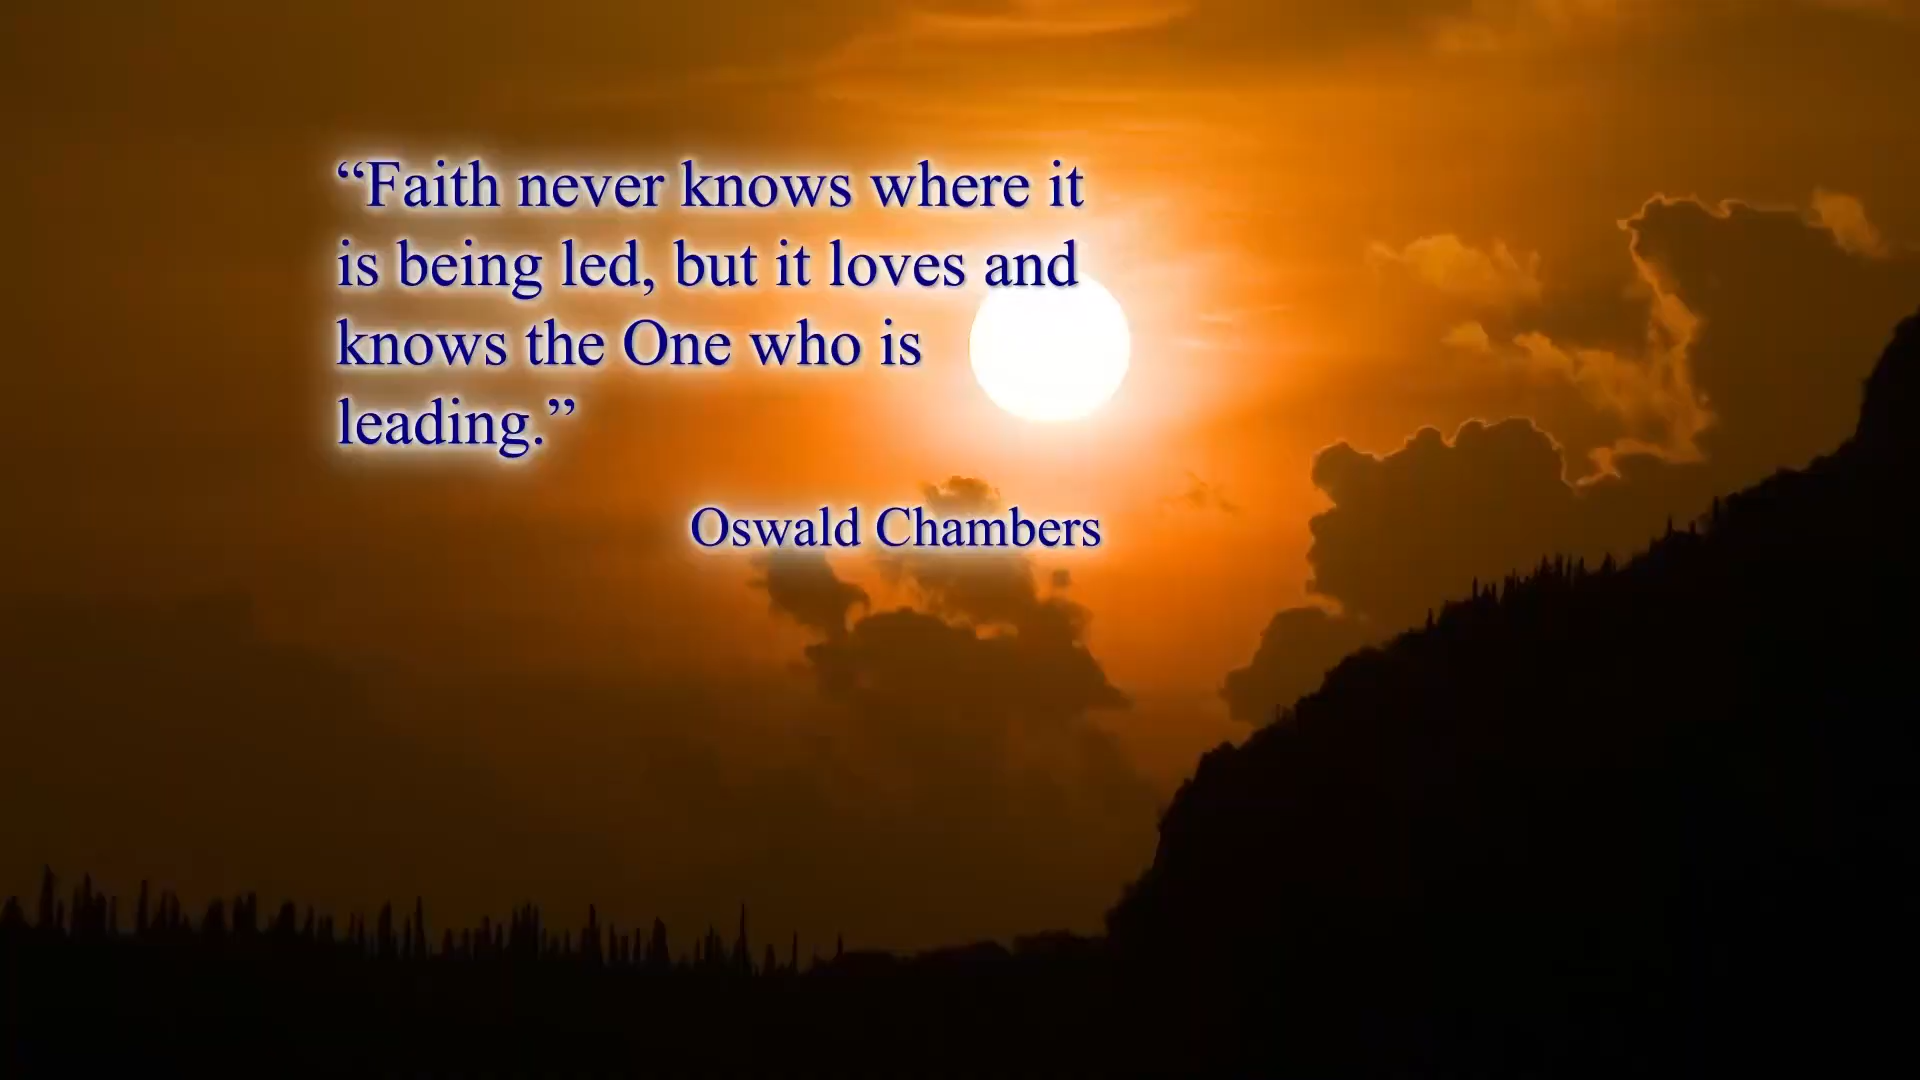 “Faith never knows where it
is being led, but it loves and
knows the One who is
leading.”
Oswald Chambers